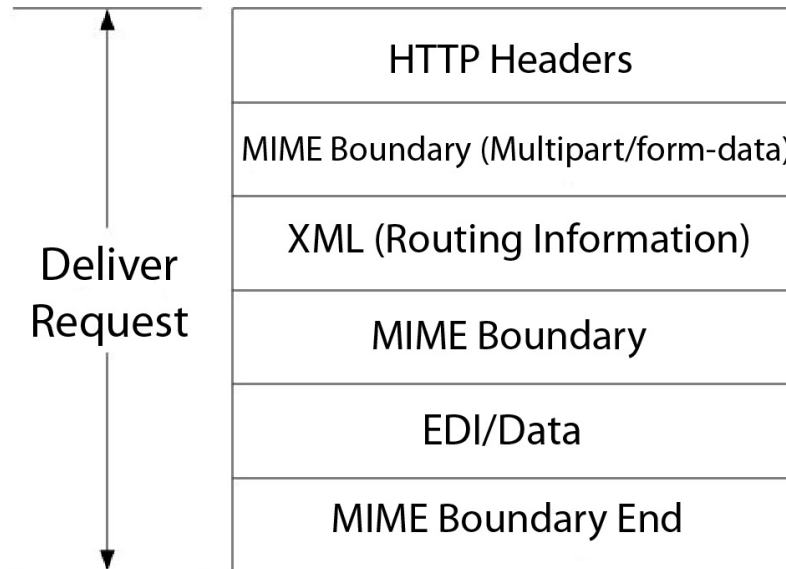 HTTP Headers
MIME Boundary (Multipart/form-data)
XML (Routing Information)
Deliver
Request
MIME Boundary
EDI/Data
MIME Boundary End